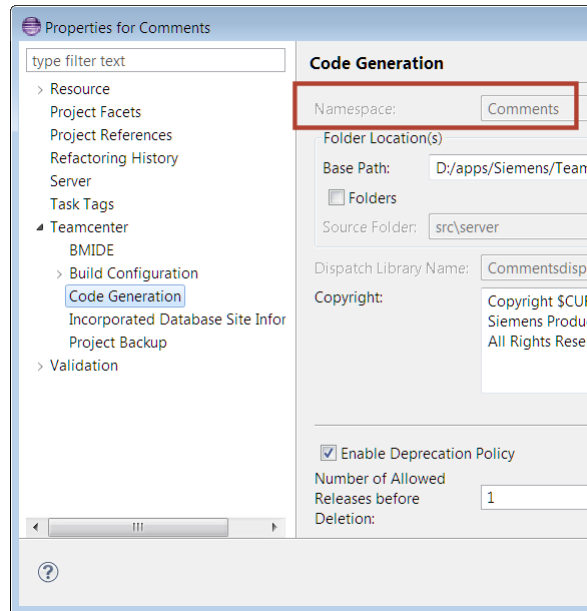 Properties for Comments
type filter text
Resource
Project Facets
Project References
Refactoring History
Server
Task Tags
Teamcenter
BMIDE
Build Configuration
Code Generation
Incorporated Database Site Infor
Project Backup
Validation
Code Generation
Namespace: Comments
Folder Location(s)
Base Path: D:/apps/Siemens/Team
Folders
Source Folder: src\server
Dispatch Library Name: Commentsdisp
Copyright: Copyright $CUR
Siemens Produ
All Rights Rese
Enable Deprecation Policy
Number of Allowed
Releases before
Deletion:
1